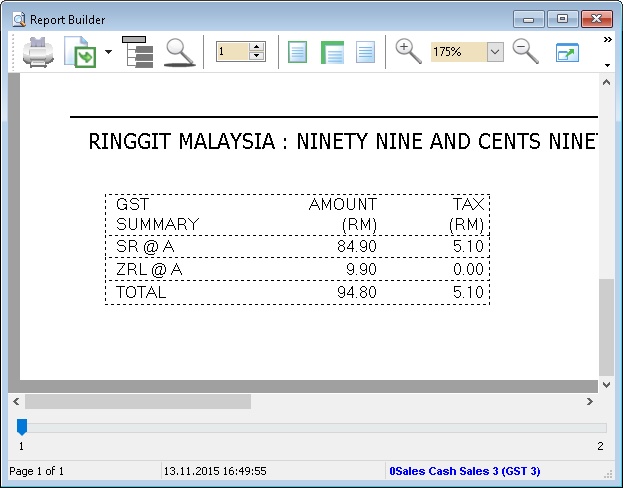 Report Builder
1
175%
»
RINGGIT MALAYSIA : NINETY NINE AND CENTS
GST AMOUNT TAX
SUMMARY (RM) (RM)
SR @ A 84.90 5.10
ZRL @ A 9.90 0.00
TOTAL 94.80 5.10
1 2
Page 1 of 1 13.11.2015 16:49:55 0Sales Cash Sales 3 (GST 3)